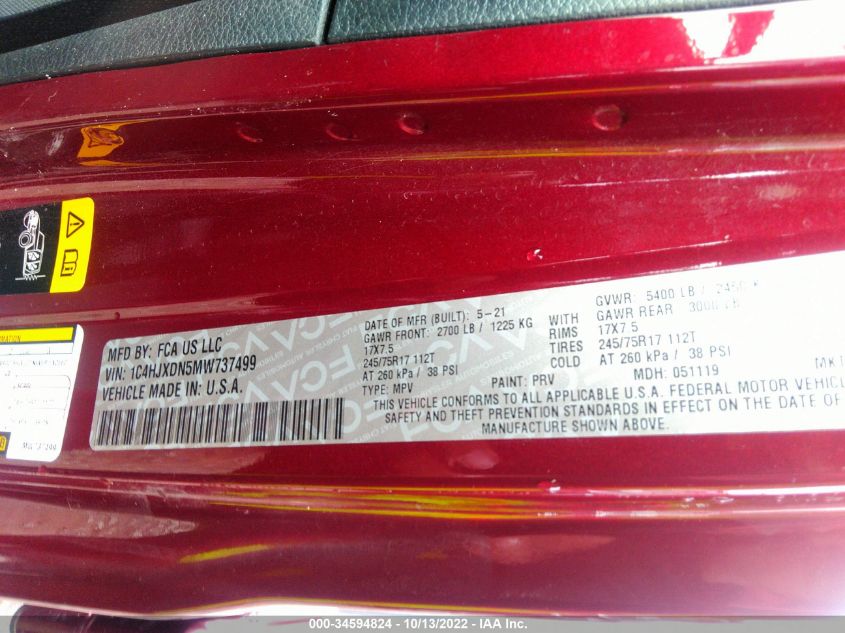 MFD BY: FCA US LLC
VIN: 1C4HJXDN5MW737499
VEHICLE MADE IN U.S.A.
DATE OF MFR (BUILT): 5-21
GAWR FRONT: 2700 LB / 1225 KG
17X7.5
245/75R17 112T
AT 260 kPa / 38 PSI
TYPE: MPV
PAINT: PRV
WITH
RIMS
TIRES
COLD
GVWR: 5400 LB /
GAWR REAR 3000 LB
17X7.5
245/75R17 112T
AT 260 kPa / 38 PSI
MDH: 051119
THIS VEHICLE CONFORMS TO ALL APPLICABLE U.S.A. FEDERAL MOTOR VEHICLE
SAFETY AND THEFT PREVENTION STANDARDS IN EFFECT ON THE DATE OF
MANUFACTURE SHOWN ABOVE.
000-34594824 | 10/13/2022 - IAA Inc.